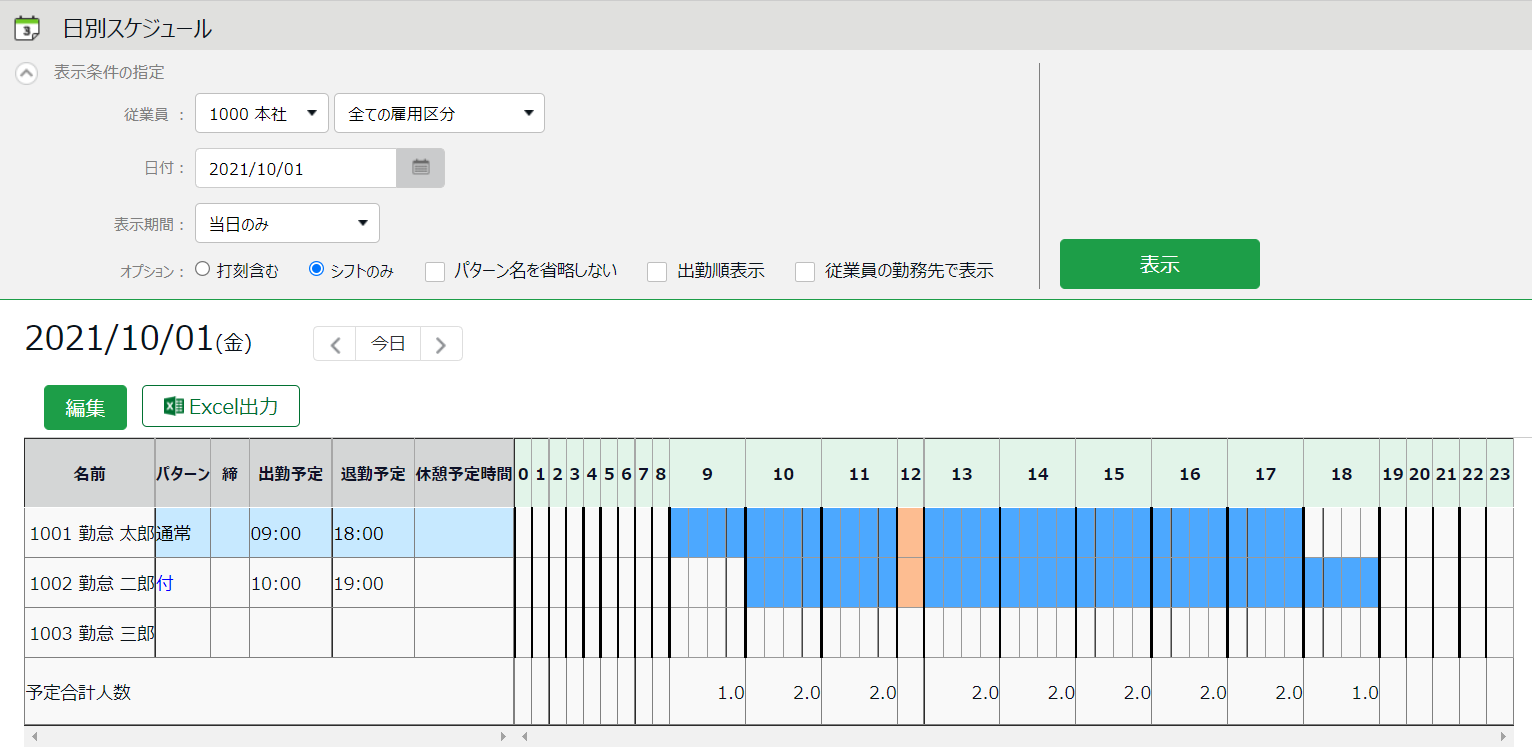 3 日別スケジュール
表示条件の指定
従業員 ： 1000 本社 全ての雇用区分
日付： 2021/10/01
表示期間： 当日のみ
オプション： 打刻含む シフトのみ パターン名を省略しない 出勤順表示 従業員の勤務先で表示
表示
2021/10/01(金) 今日
編集 Excel出力
名前 パターン 締 出勤予定 退勤予定 休憩予定時間 0 1 2 3 4 5 6 7 8 9 10 11 12 13 14 15 16 17 18 19 20 21 22 23
1001 勤怠 太郎 通常 09:00 18:00
1002 勤怠 二郎 付 10:00 19:00
1003 勤怠 三郎
予定合計人数 1.0 2.0 2.0 2.0 2.0 2.0 2.0 2.0 1.0